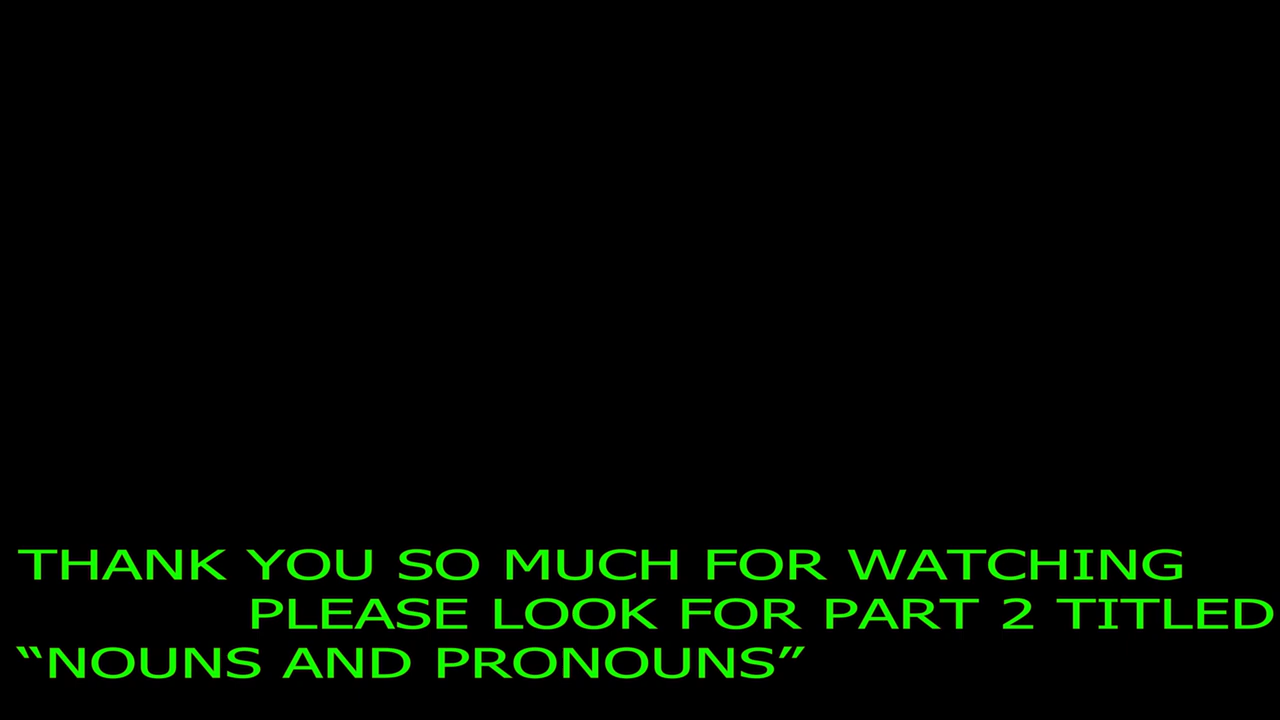 THANK YOU SO MUCH FOR WATCHING
PLEASE LOOK FOR PART 2 TITLED
“NOUNS AND PRONOUNS”